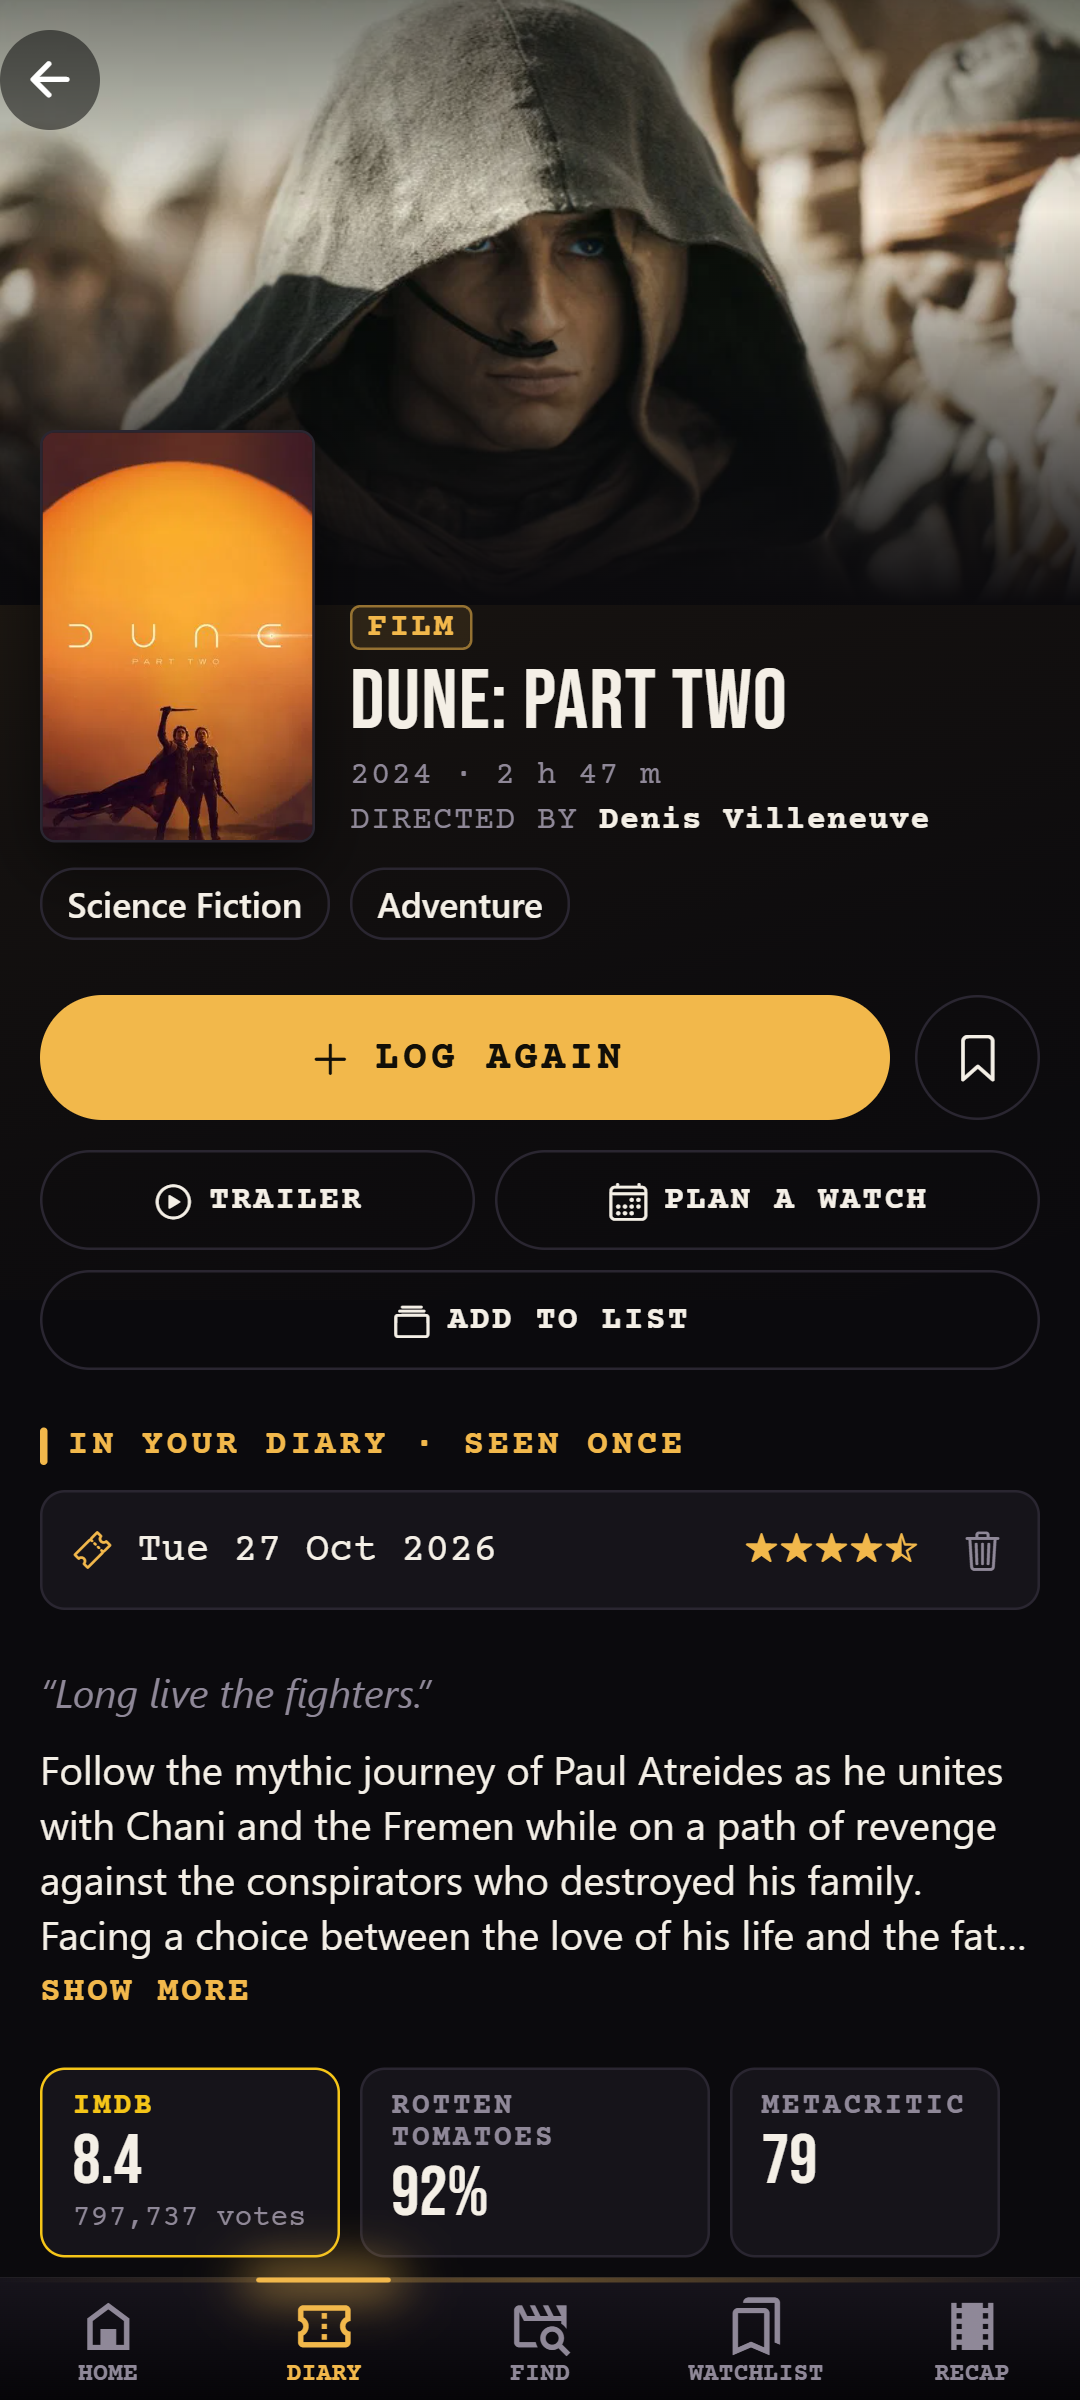 DUNE
PART TWO
FILM
DUNE: PART TWO
2024 · 2 h 47 m
DIRECTED BY Denis Villeneuve
Science Fiction
Adventure
LOG AGAIN
TRAILER
PLAN A WATCH
ADD TO LIST
IN YOUR DIARY · SEEN ONCE
Tue 27 Oct 2026
“Long live the fighters.”
Follow the mythic journey of Paul Atreides as he unites
with Chani and the Fremen while on a path of revenge
against the conspirators who destroyed his family.
Facing a choice between the love of his life and the fat...
SHOW MORE
IMDB
8.4
797,737 votes
ROTTEN
TOMATOES
92%
METACRITIC
79
HOME
DIARY
FIND
WATCHLIST
RECAP